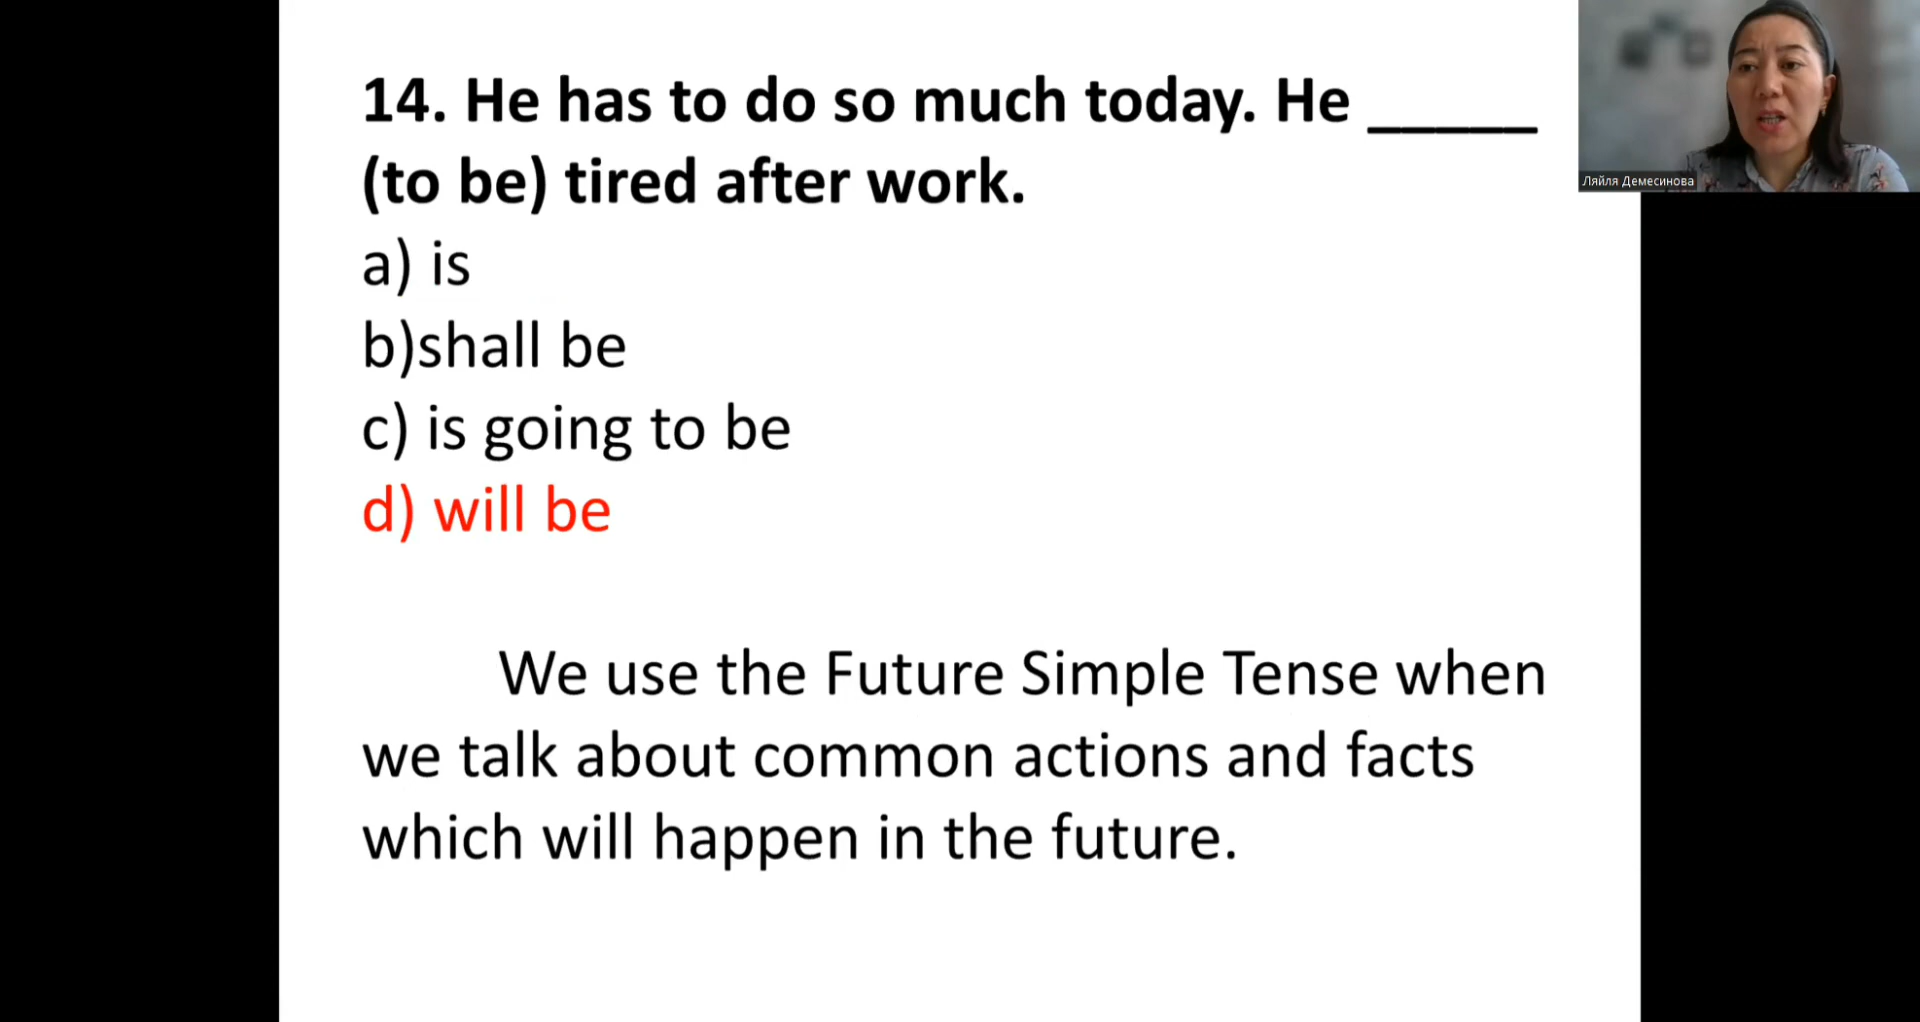 14. He has to do so much today. He _____
(to be) tired after work.
a) is
b)shall be
c) is going to be
d) will be
We use the Future Simple Tense when
we talk about common actions and facts
which will happen in the future.
Ляйля Демесинова